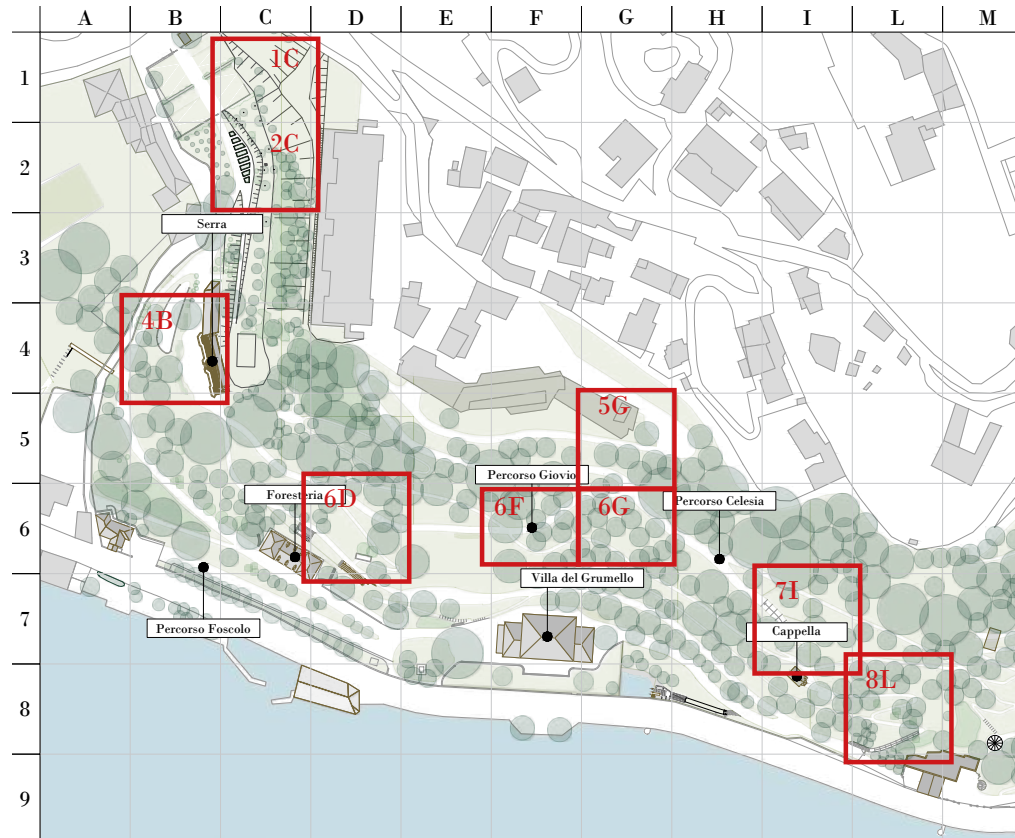 A B C D E F G H I L M
1
1C
2
2C
Serra
3
4
4B
5
5G
Percorso Giovio
Foresteria
6D
6F
6G
Percorso Celesia
6
Villa del Grumello
7
7I
Percorso Foscolo
Cappella
8
8L
9